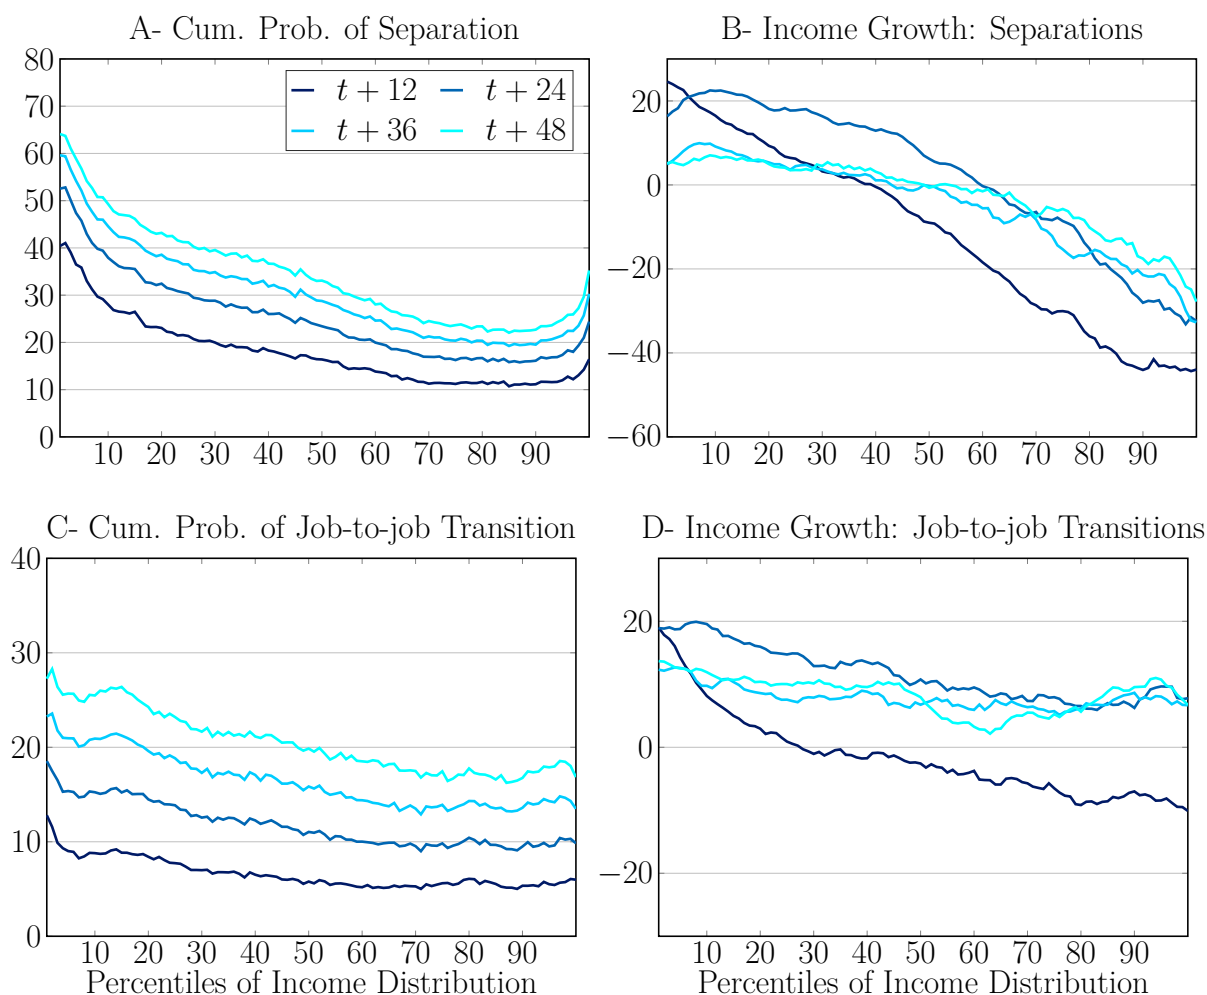 A- Cum. Prob. of Separation
80
70
60
50
40
30
20
10
0
t + 12
t + 24
t + 36
t + 48
10 20 30 40 50 60 70 80 90
B- Income Growth: Separations
20
0
−20
−40
−60
10 20 30 40 50 60 70 80 90
C- Cum. Prob. of Job-to-job Transition
40
30
20
10
0
10 20 30 40 50 60 70 80 90
Percentiles of Income Distribution
D- Income Growth: Job-to-job Transitions
20
0
−20
10 20 30 40 50 60 70 80 90
Percentiles of Income Distribution